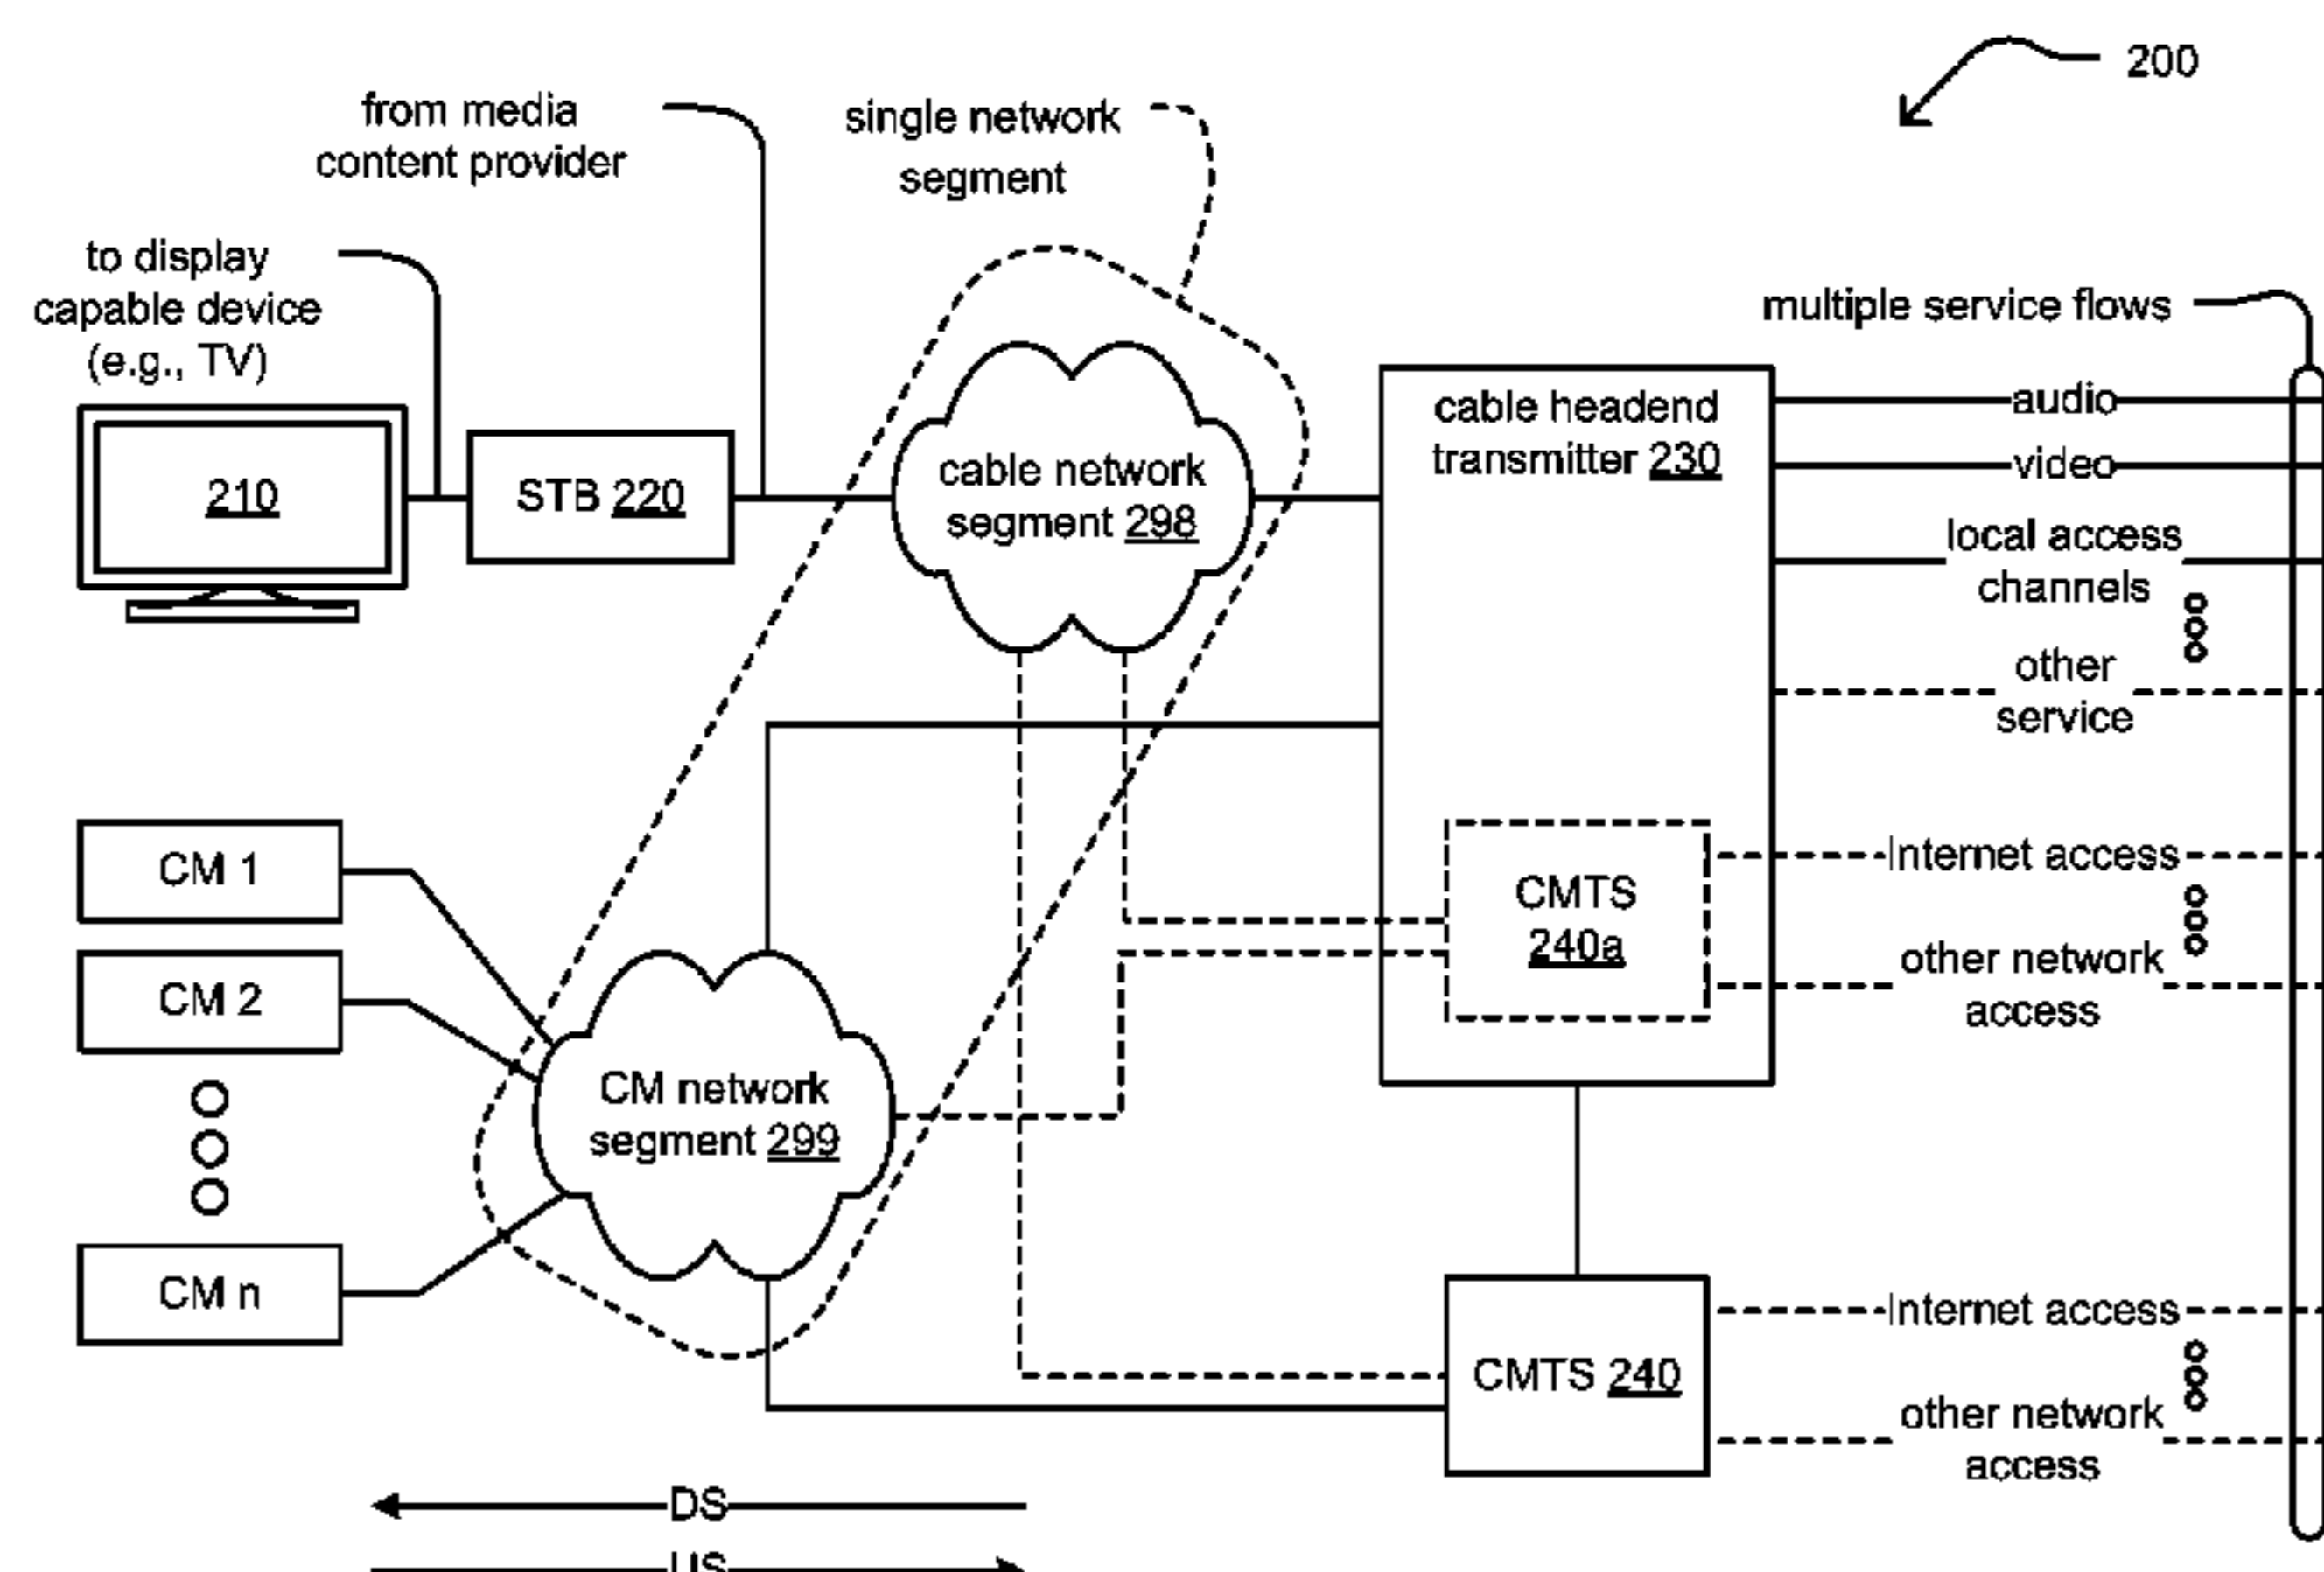 200
from media
content provider
single network
segment
to display
capable device
(e.g., TV)
multiple service flows
210
STB 220
cable network
segment 298
cable headend
transmitter 230
audio
video
local access
channels
other
service
CM 1
CM 2
CM n
CM network
segment 299
CMTS
240a
Internet access
other network
access
CMTS 240
Internet access
other network
access
DS
US